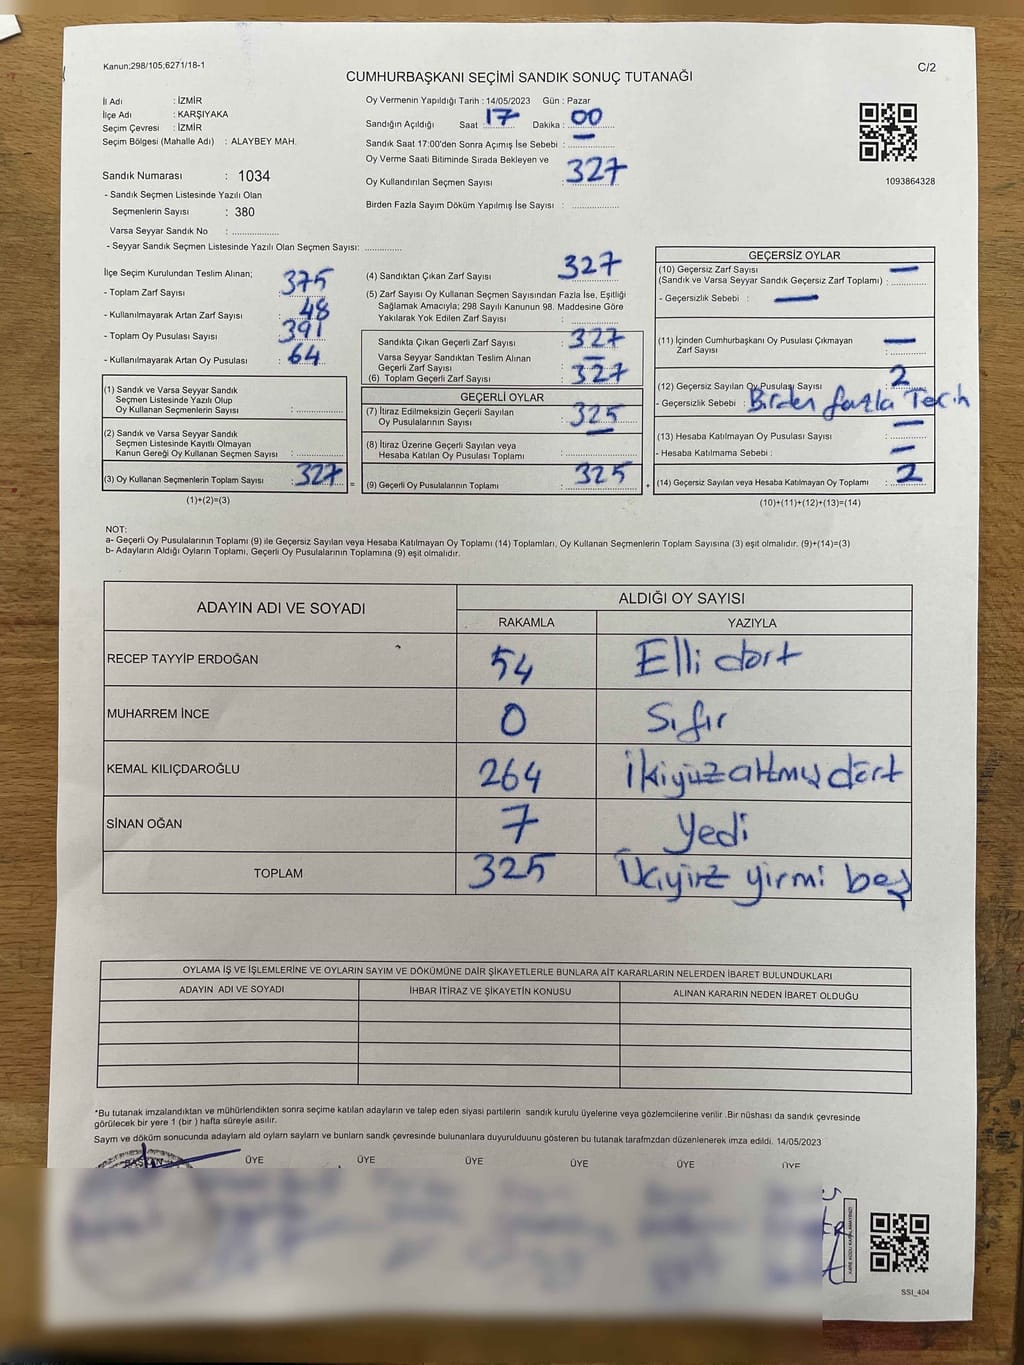 Kanun;298/105;6271/18-1
C/2
CUMHURBAŞKANI SEÇİMİ SANDIK SONUÇ TUTANAĞI
İl Adı : İZMİR
İlçe Adı : KARŞIYAKA
Seçim Çevresi : İZMİR
Seçim Bölgesi (Mahalle Adı) : ALAYBEY MAH.
Sandık Numarası : 1034
- Sandık Seçmen Listesinde Yazılı Olan
Seçmenlerin Sayısı : 380
Varsa Seyyar Sandık No : ...............
- Seyyar Sandık Seçmen Listesinde Yazılı Olan Seçmen Sayısı: ............
Oy Vermenin Yapıldığı Tarih : 14/05/2023 Gün : Pazar
Sandığın Açıldığı Saat : 17 Dakika : 00
Sandık Saat 17:00'den Sonra Açımış İse Sebebi : —
Oy Verme Saati Bitiminde Sırada Bekleyen ve
Oy Kullandırılan Seçmen Sayısı : 327
Birden Fazla Sayım Döküm Yapılmış İse Sayısı : ...............
1093864328
İlçe Seçim Kurulundan Teslim Alınan;
- Toplam Zarf Sayısı : 375
- Kullanılmayarak Artan Zarf Sayısı : 48
- Toplam Oy Pusulası Sayısı : 391
- Kullanılmayarak Artan Oy Pusulası : 64
(1) Sandık ve Varsa Seyyar Sandık
Seçmen Listesinde Yazılı Olup
Oy Kullanan Seçmenlerin Sayısı : ...............
(2) Sandık ve Varsa Seyyar Sandık
Seçmen Listesinde Kayıtlı Olmayan
Kanun Gereği Oy Kullanan Seçmen Sayısı : ...............
(3) Oy Kullanan Seçmenlerin Toplam Sayısı : 327 =
(1)+(2)=(3)
(4) Sandıktan Çıkan Zarf Sayısı : 327
(5) Zarf Sayısı Oy Kullanan Seçmen Sayısından Fazla İse, Eşitliği
Sağlamak Amacıyla; 298 Sayılı Kanunun 98. Maddesine Göre
Yakılarak Yok Edilen Zarf Sayısı : ...............
Sandıkta Çıkan Geçerli Zarf Sayısı : 327
Varsa Seyyar Sandıktan Teslim Alınan
Geçerli Zarf Sayısı : —
(6) Toplam Geçerli Zarf Sayısı : 327
GEÇERLİ OYLAR
(7) İtiraz Edilmeksizin Geçerli Sayılan
Oy Pusulalarının Sayısı : 325
(8) İtiraz Üzerine Geçerli Sayılan veya
Hesaba Katılan Oy Pusulası Toplamı : —
(9) Geçerli Oy Pusulalarının Toplamı : 325 +
GEÇERSİZ OYLAR
(10) Geçersiz Zarf Sayısı —
(Sandık ve Varsa Seyyar Sandık Geçersiz Zarf Toplamı) :
- Geçersizlik Sebebi : —
(11) İçinden Cumhurbaşkanı Oy Pusulası Çıkmayan
Zarf Sayısı : —
(12) Geçersiz Sayılan Oy Pusulası Sayısı : 2
- Geçersizlik Sebebi : Birden fazla Tercih
(13) Hesaba Katılmayan Oy Pusulası Sayısı : —
- Hesaba Katılmama Sebebi : —
(14) Geçersiz Sayılan veya Hesaba Katılmayan Oy Toplamı : 2
(10)+(11)+(12)+(13)=(14)
NOT:
a- Geçerli Oy Pusulalarının Toplamı (9) ile Geçersiz Sayılan veya Hesaba Katılmayan Oy Toplamı (14) Toplamları, Oy Kullanan Seçmenlerin Toplam Sayısına (3) eşit olmalıdır. (9)+(14)=(3)
b- Adayların Aldığı Oyların Toplamı, Geçerli Oy Pusulalarının Toplamına (9) eşit olmalıdır.
ADAYIN ADI VE SOYADI ALDIĞI OY SAYISI
RAKAMLA YAZIYLA
RECEP TAYYİP ERDOĞAN 54 Elli dört
MUHARREM İNCE 0 Sıfır
KEMAL KILIÇDAROĞLU 264 İkiyüzaltmış dört
SİNAN OĞAN 7 Yedi
TOPLAM 325 Üçyüz yirmi beş
OYLAMA İŞ VE İŞLEMLERİNE VE OYLARIN SAYIM VE DÖKÜMÜNE DAİR ŞİKAYETLERLE BUNLARA AİT KARARLARIN NELERDEN İBARET BULUNDUKLARI
ADAYIN ADI VE SOYADI İHBAR İTİRAZ VE ŞİKAYETİN KONUSU ALINAN KARARIN NEDEN İBARET OLDUĞU
*Bu tutanak imzalandıktan ve mühürlendikten sonra seçime katılan adayların ve talep eden siyasi partilerin sandık kurulu üyelerine veya gözlemcilerine verilir .Bir nüshası da sandık çevresinde
görülecek bir yere 1 (bir ) hafta süreyle asılır.
Sayım ve döküm sonucunda adayların ald oyların sayların ve bunların sandk çevresinde bulunanlara duyurulduunu gösteren bu tutanak tarafmzdan düzenlenerek imza edildi. 14/05/2023
BAŞKAN ÜYE ÜYE ÜYE ÜYE ÜYE ÜYE
SSI_404